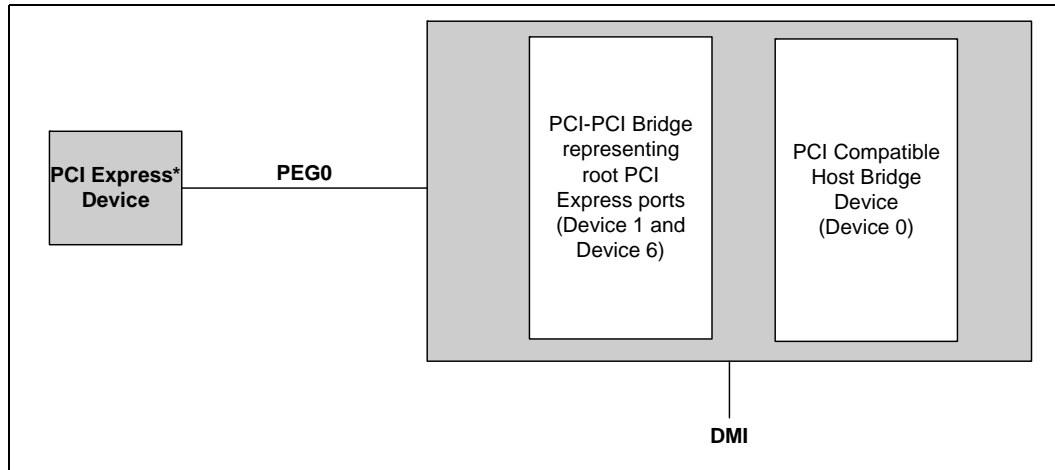 PCI Express*
Device
PEG0
PCI-PCI Bridge
representing
root PCI
Express ports
(Device 1 and
Device 6)
PCI Compatible
Host Bridge
Device
(Device 0)
DMI